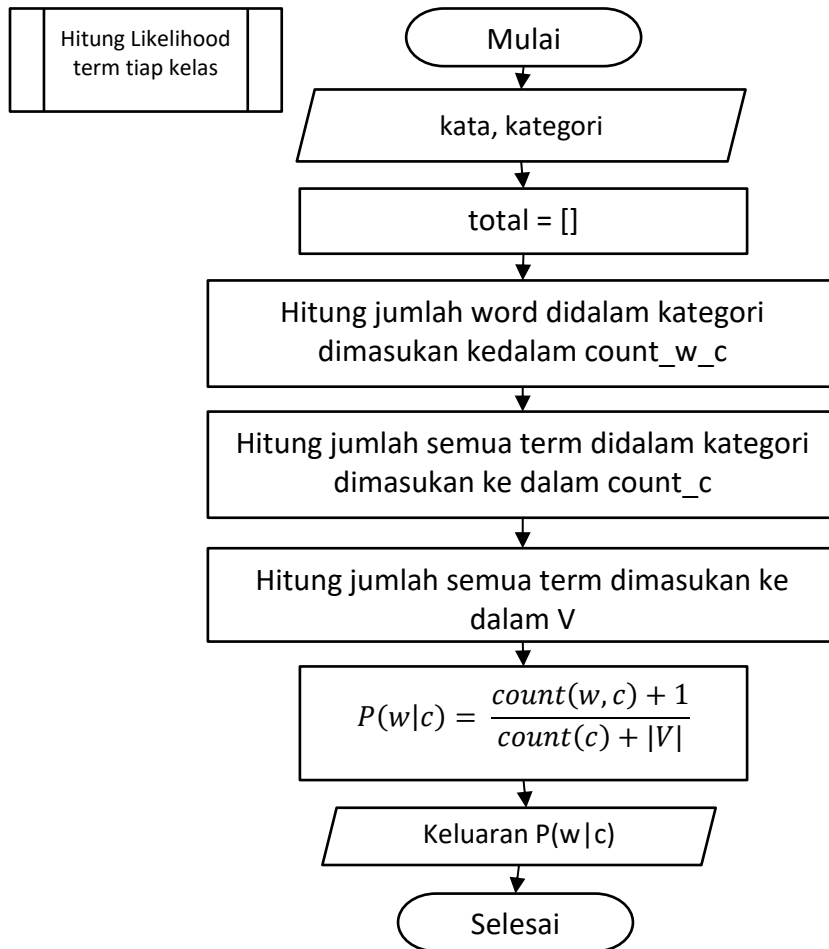 Hitung Likelihood
term tiap kelas
Mulai
kata, kategori
total = []
Hitung jumlah word didalam kategori
dimasukan kedalam count_w_c
Hitung jumlah semua term didalam kategori
dimasukan ke dalam count_c
Hitung jumlah semua term dimasukan ke
dalam V
P(w|c) = count(w, c) + 1
count(c) + |V|
Keluaran P(w|c)
Selesai